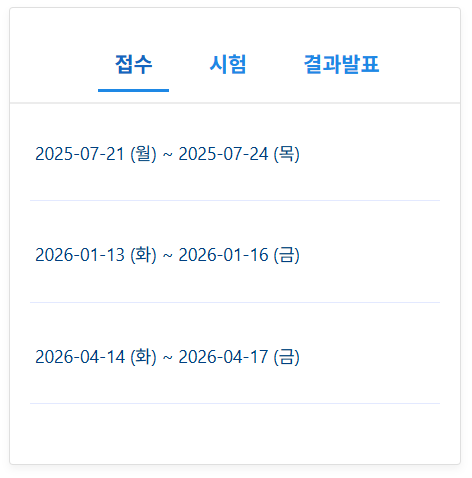 접수 시험 결과발표
2025-07-21 (월) ~ 2025-07-24 (목)
2026-01-13 (화) ~ 2026-01-16 (금)
2026-04-14 (화) ~ 2026-04-17 (금)